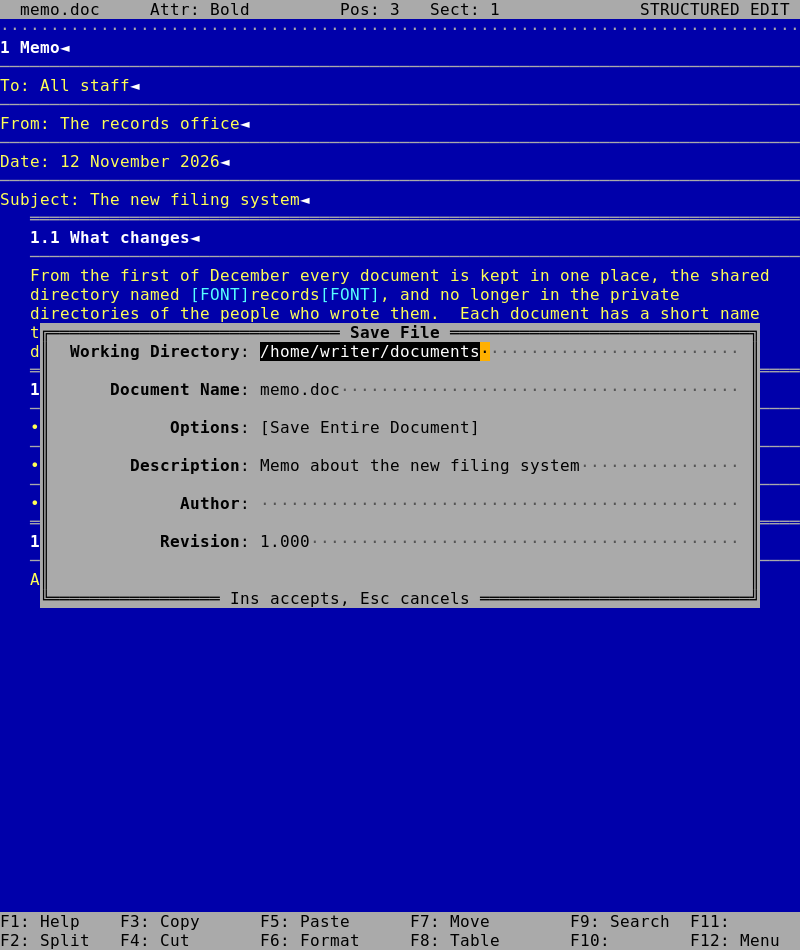 memo.doc Attr: Bold Pos: 3 Sect: 1 STRUCTURED EDIT
1 Memo◄
To: All staff◄
From: The records office◄
Date: 12 November 2026◄
Subject: The new filing system◄
1.1 What changes◄
From the first of December every document is kept in one place, the shared
directory named [FONT]records[FONT], and no longer in the private
directories of the people who wrote them.  Each document has a short name
t
Save File
d
Working Directory: /home/writer/documents
1
Document Name: memo.doc
•
Options: [Save Entire Document]
•
Description: Memo about the new filing system
•
Author:
1
Revision: 1.000
A
Ins accepts, Esc cancels
F1: Help F3: Copy F5: Paste F7: Move F9: Search F11:
F2: Split F4: Cut F6: Format F8: Table F10: F12: Menu